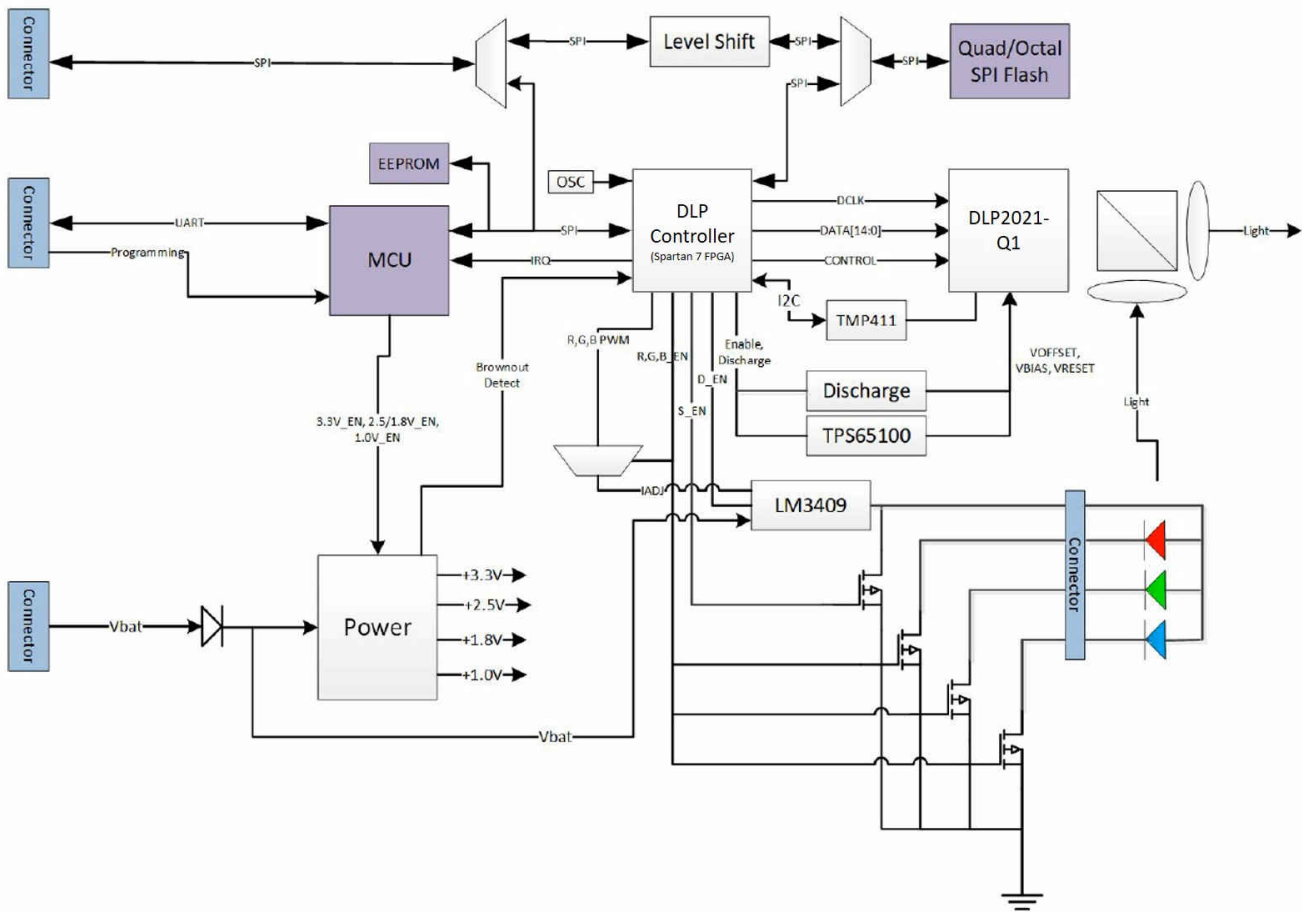 Connector
SPI
SPI
Level Shift
SPI
SPI
SPI
Quad/Octal
SPI Flash
EEPROM
OSC
Connector
UART
Programming
MCU
SPI
IRQ
DLP
Controller
(Spartan 7 FPGA)
DCLK
DATA[14:0]
CONTROL
DLP2021-
Q1
Light
I2C
TMP411
R,G,B PWM
R,G,B_EN
Enable,
Discharge
D_EN
S_EN
Brownout
Detect
VOFFSET,
VBIAS, VRESET
Discharge
TPS65100
Light
3.3V_EN, 2.5/1.8V_EN,
1.0V_EN
IADJ
LM3409
Connector
Connector
Vbat
Power
+3.3V
+2.5V
+1.8V
+1.0V
Vbat